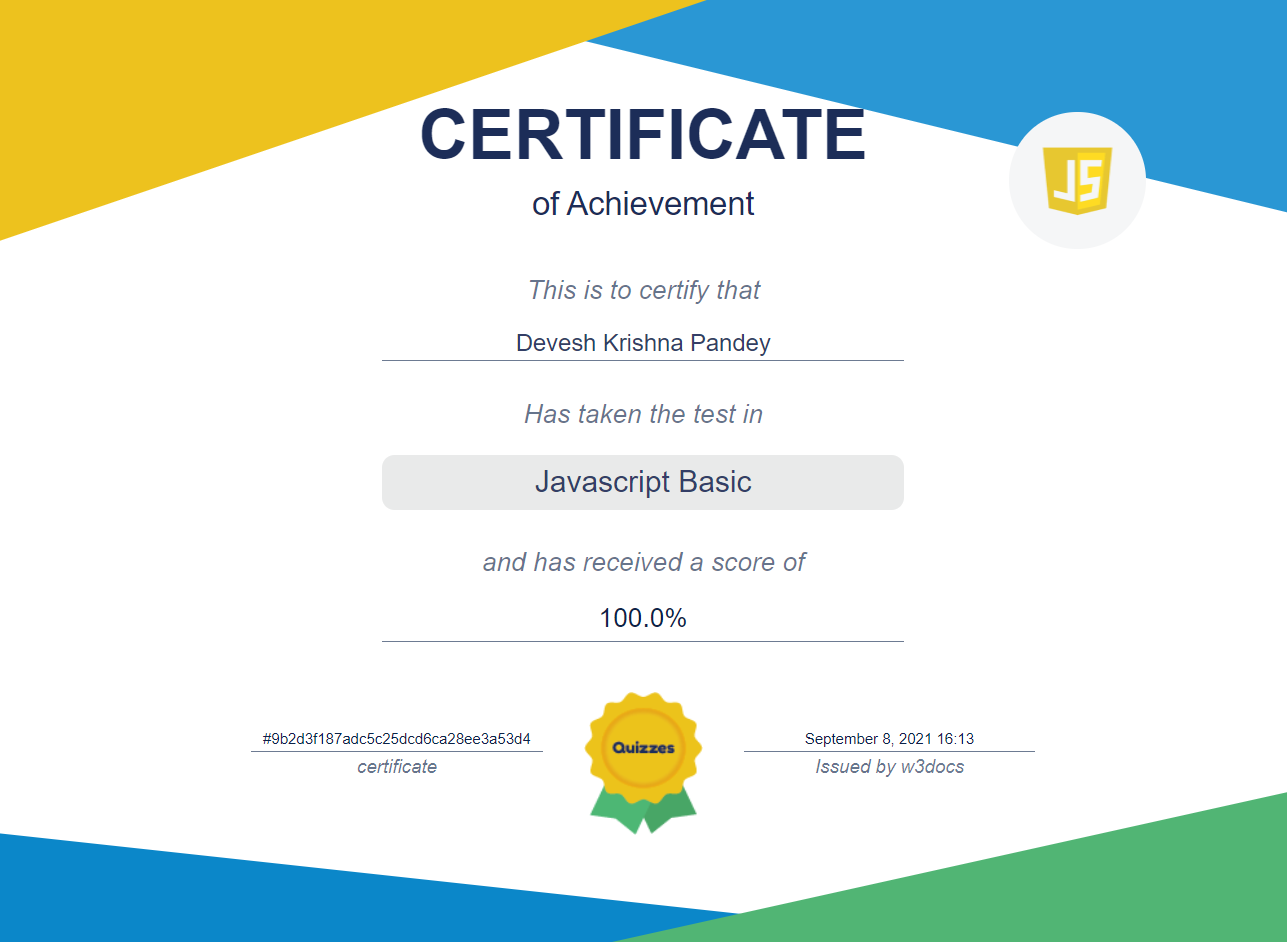 CERTIFICATE
of Achievement
JS
This is to certify that
Devesh Krishna Pandey
Has taken the test in
Javascript Basic
and has received a score of
100.0%
#9b2d3f187adc5c25dcd6ca28ee3a53d4
certificate
Quizzes
September 8, 2021 16:13
Issued by w3docs